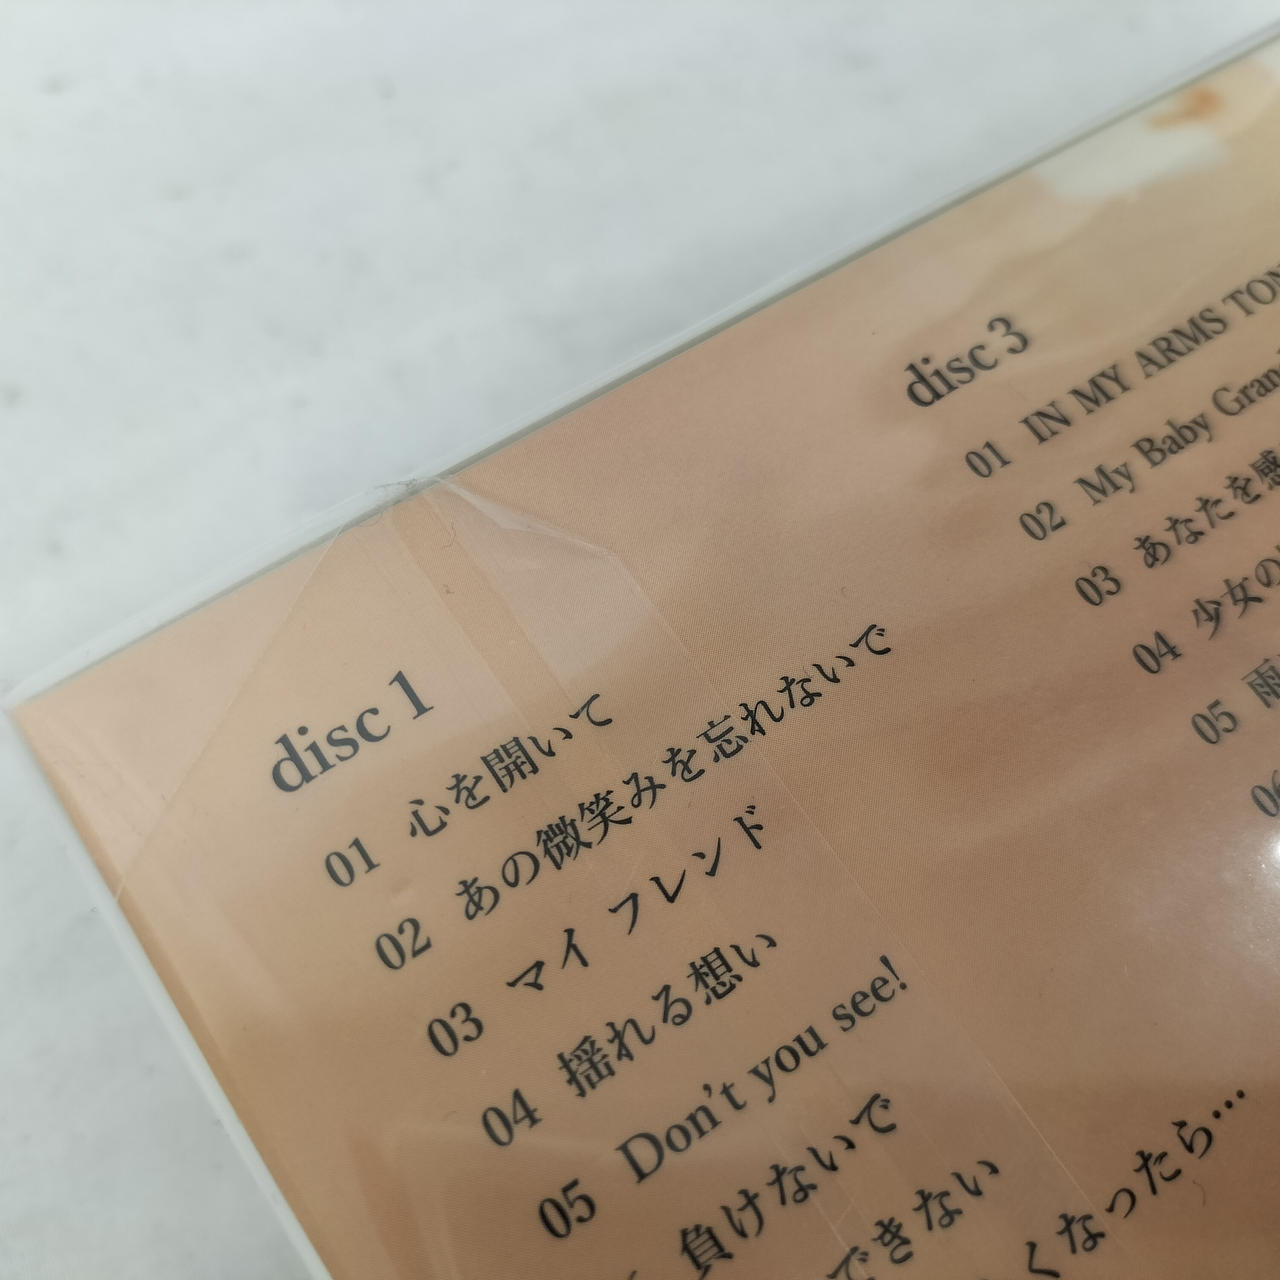 disc 1
01 心を開いて
02 あの微笑みを忘れないで
03 マイ フレンド
04 揺れる想い
05 Don't you see!
負けないで
できない
くなったら…
disc 3
01 IN MY ARMS
02 My Baby
03 あなたを感
04 少女の
05 雨
06